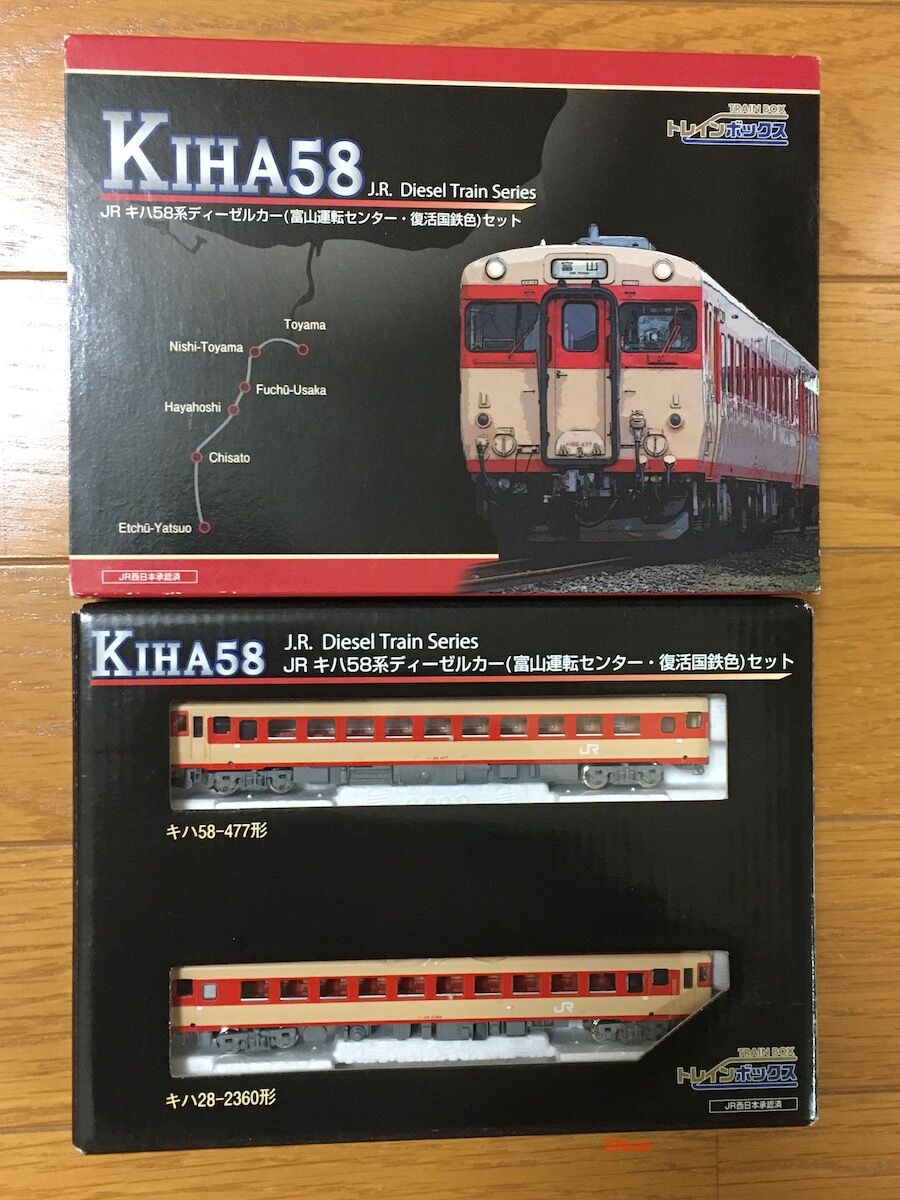 TRAIN BOX
トレインボックス
KIHA58
J.R. Diesel Train Series
JR キハ58系ディーゼルカー(富山運転センター・復活国鉄色)セット
富山
Toyama
Nishi-Toyama
Fuchū-Usaka
Hayahoshi
Chisato
Etchū-Yatsuo
JR西日本承認済
KIHA58
J.R. Diesel Train Series
JR キハ58系ディーゼルカー(富山運転センター・復活国鉄色)セット
JR
キハ58-477形
JR
キハ28-2360形
TRAIN BOX
トレインボックス
JR西日本承認済